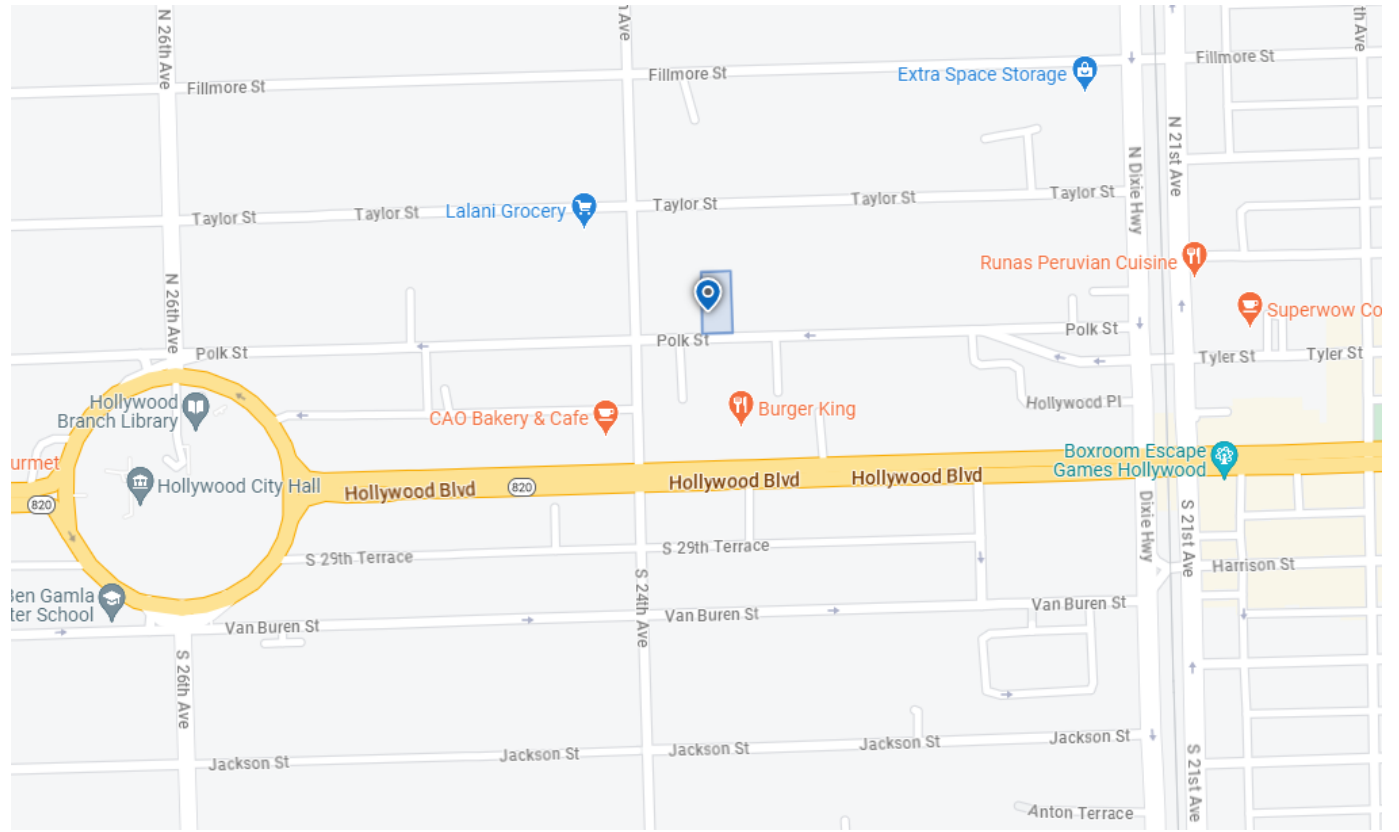 N 26th Ave
Ave
th Ave
Fillmore St
Fillmore St
Extra Space Storage
Fillmore St
N 21st Ave
N Dixie Hwy
Taylor St
Taylor St
Lalani Grocery
Taylor St
Taylor St
Taylor St
Runas Peruvian Cuisine
N 26th Ave
Superwow Co
Polk St
Polk St
Polk St
Tyler St
Tyler St
Hollywood
Branch Library
CAO Bakery & Cafe
Burger King
Hollywood Pl
urmet
Boxroom Escape
Games Hollywood
820
Hollywood City Hall
Hollywood Blvd
820
Hollywood Blvd
Hollywood Blvd
Dixie Hwy
S 21st Ave
S 29th Terrace
S 29th Terrace
Harrison St
Ben Gamla
ter School
S 24th Ave
Van Buren St
Van Buren St
Van Buren St
S 26th Ave
Jackson St
Jackson St
Jackson St
Jackson St
Jackson St
S 21st Ave
Anton Terrace